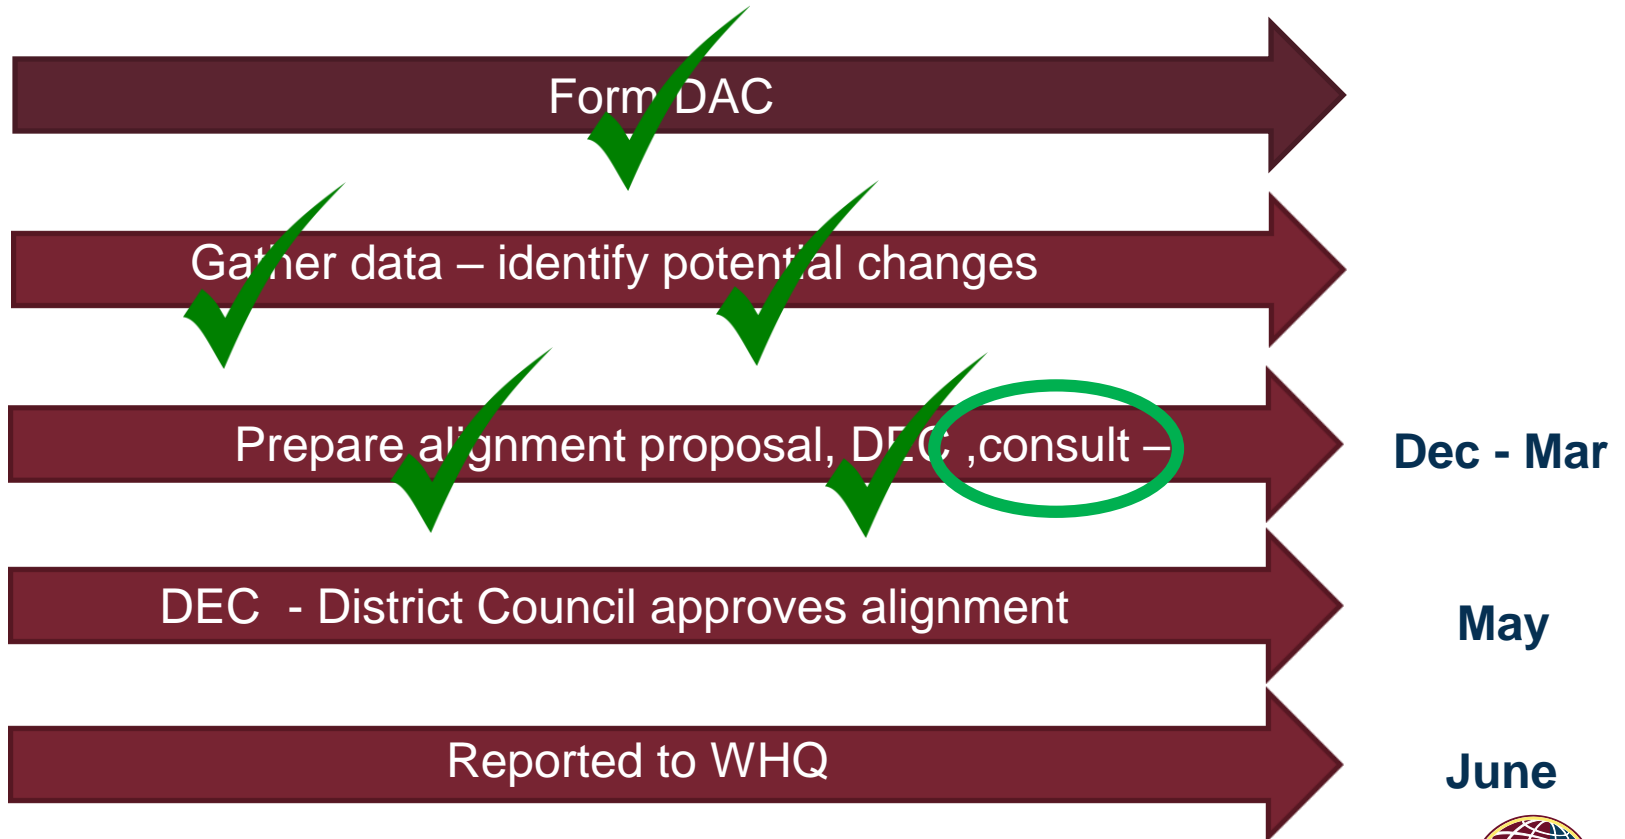 Form DAC
Gather data – identify potential changes
Prepare alignment proposal, DEC ,consult –
Dec - Mar
DEC  - District Council approves alignment
May
Reported to WHQ
June